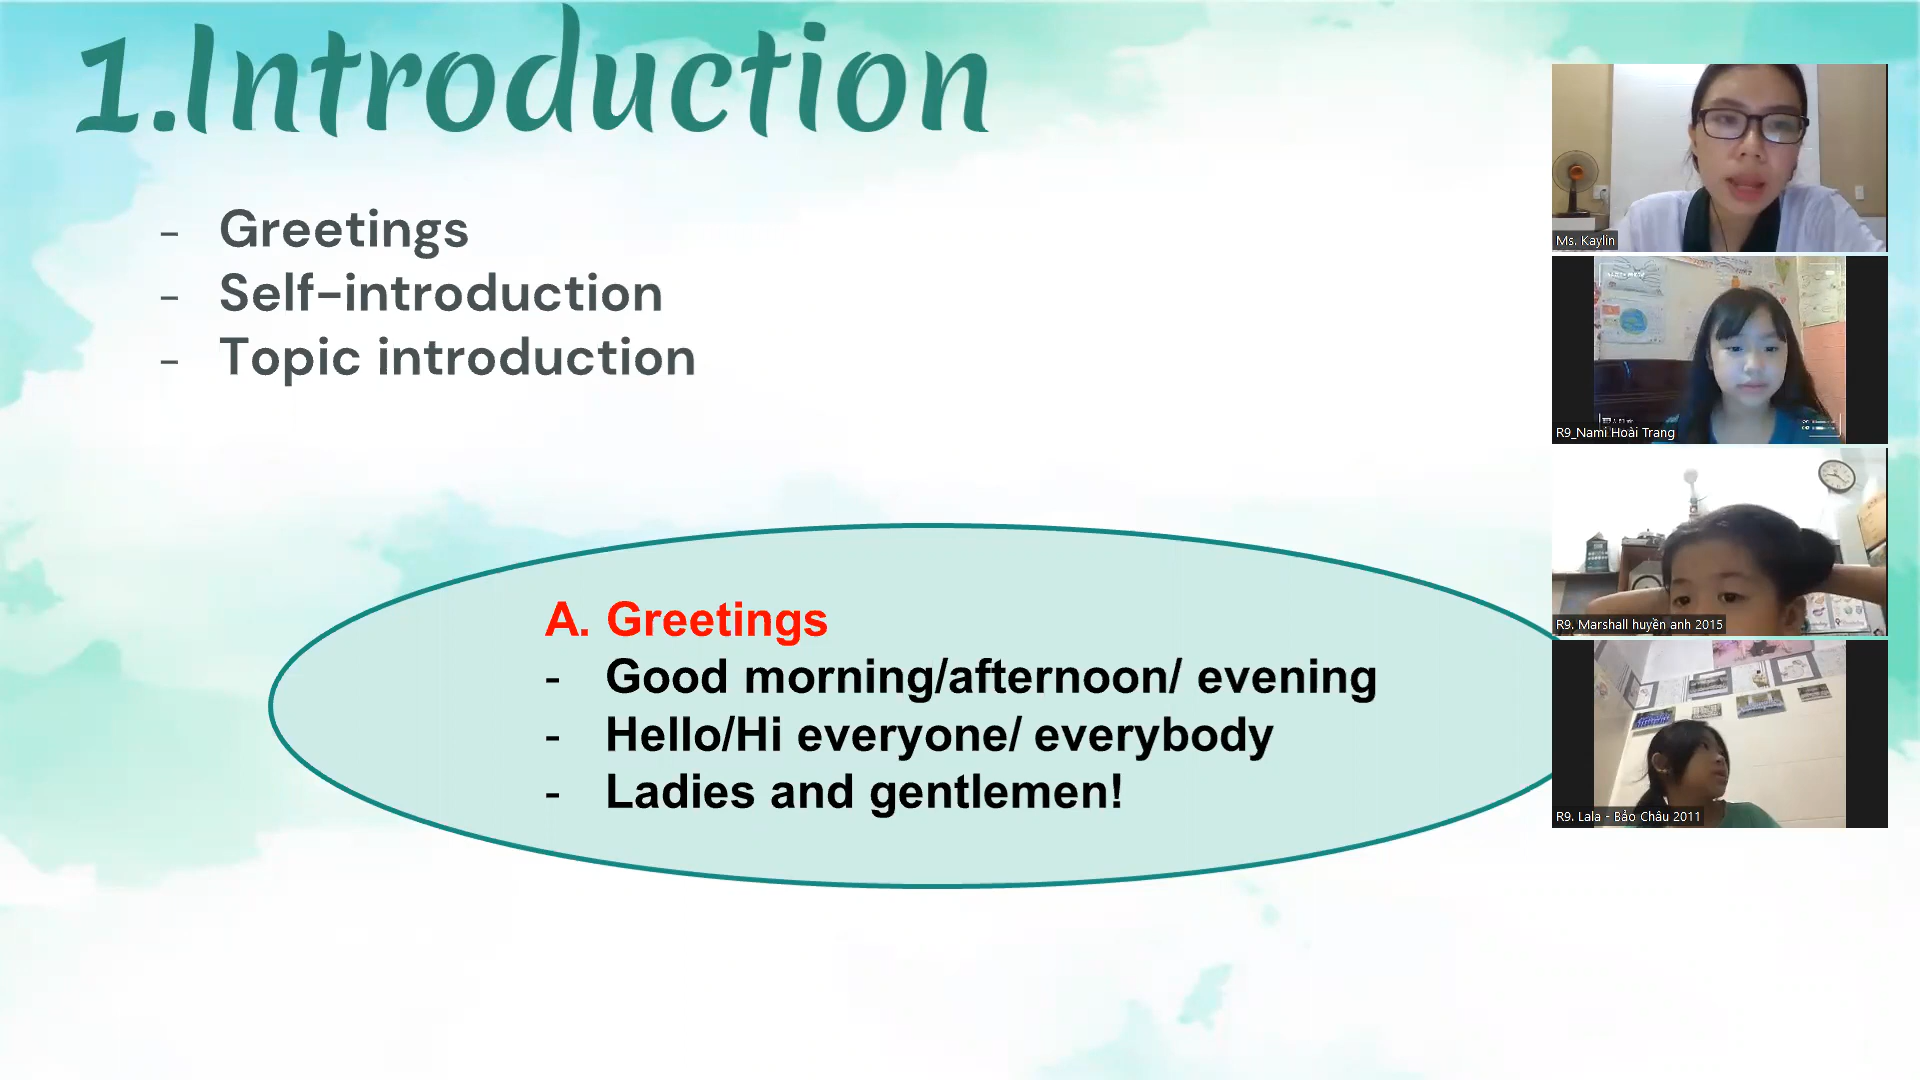 1.Introduction
- Greetings
- Self-introduction
- Topic introduction
A. Greetings
- Good morning/afternoon/ evening
- Hello/Hi everyone/ everybody
- Ladies and gentlemen!
Ms. Kaylin
R9_Nami Hoài Trang
R9. Marshall huyền anh 2015
R9. Lala - Bảo Châu 2011